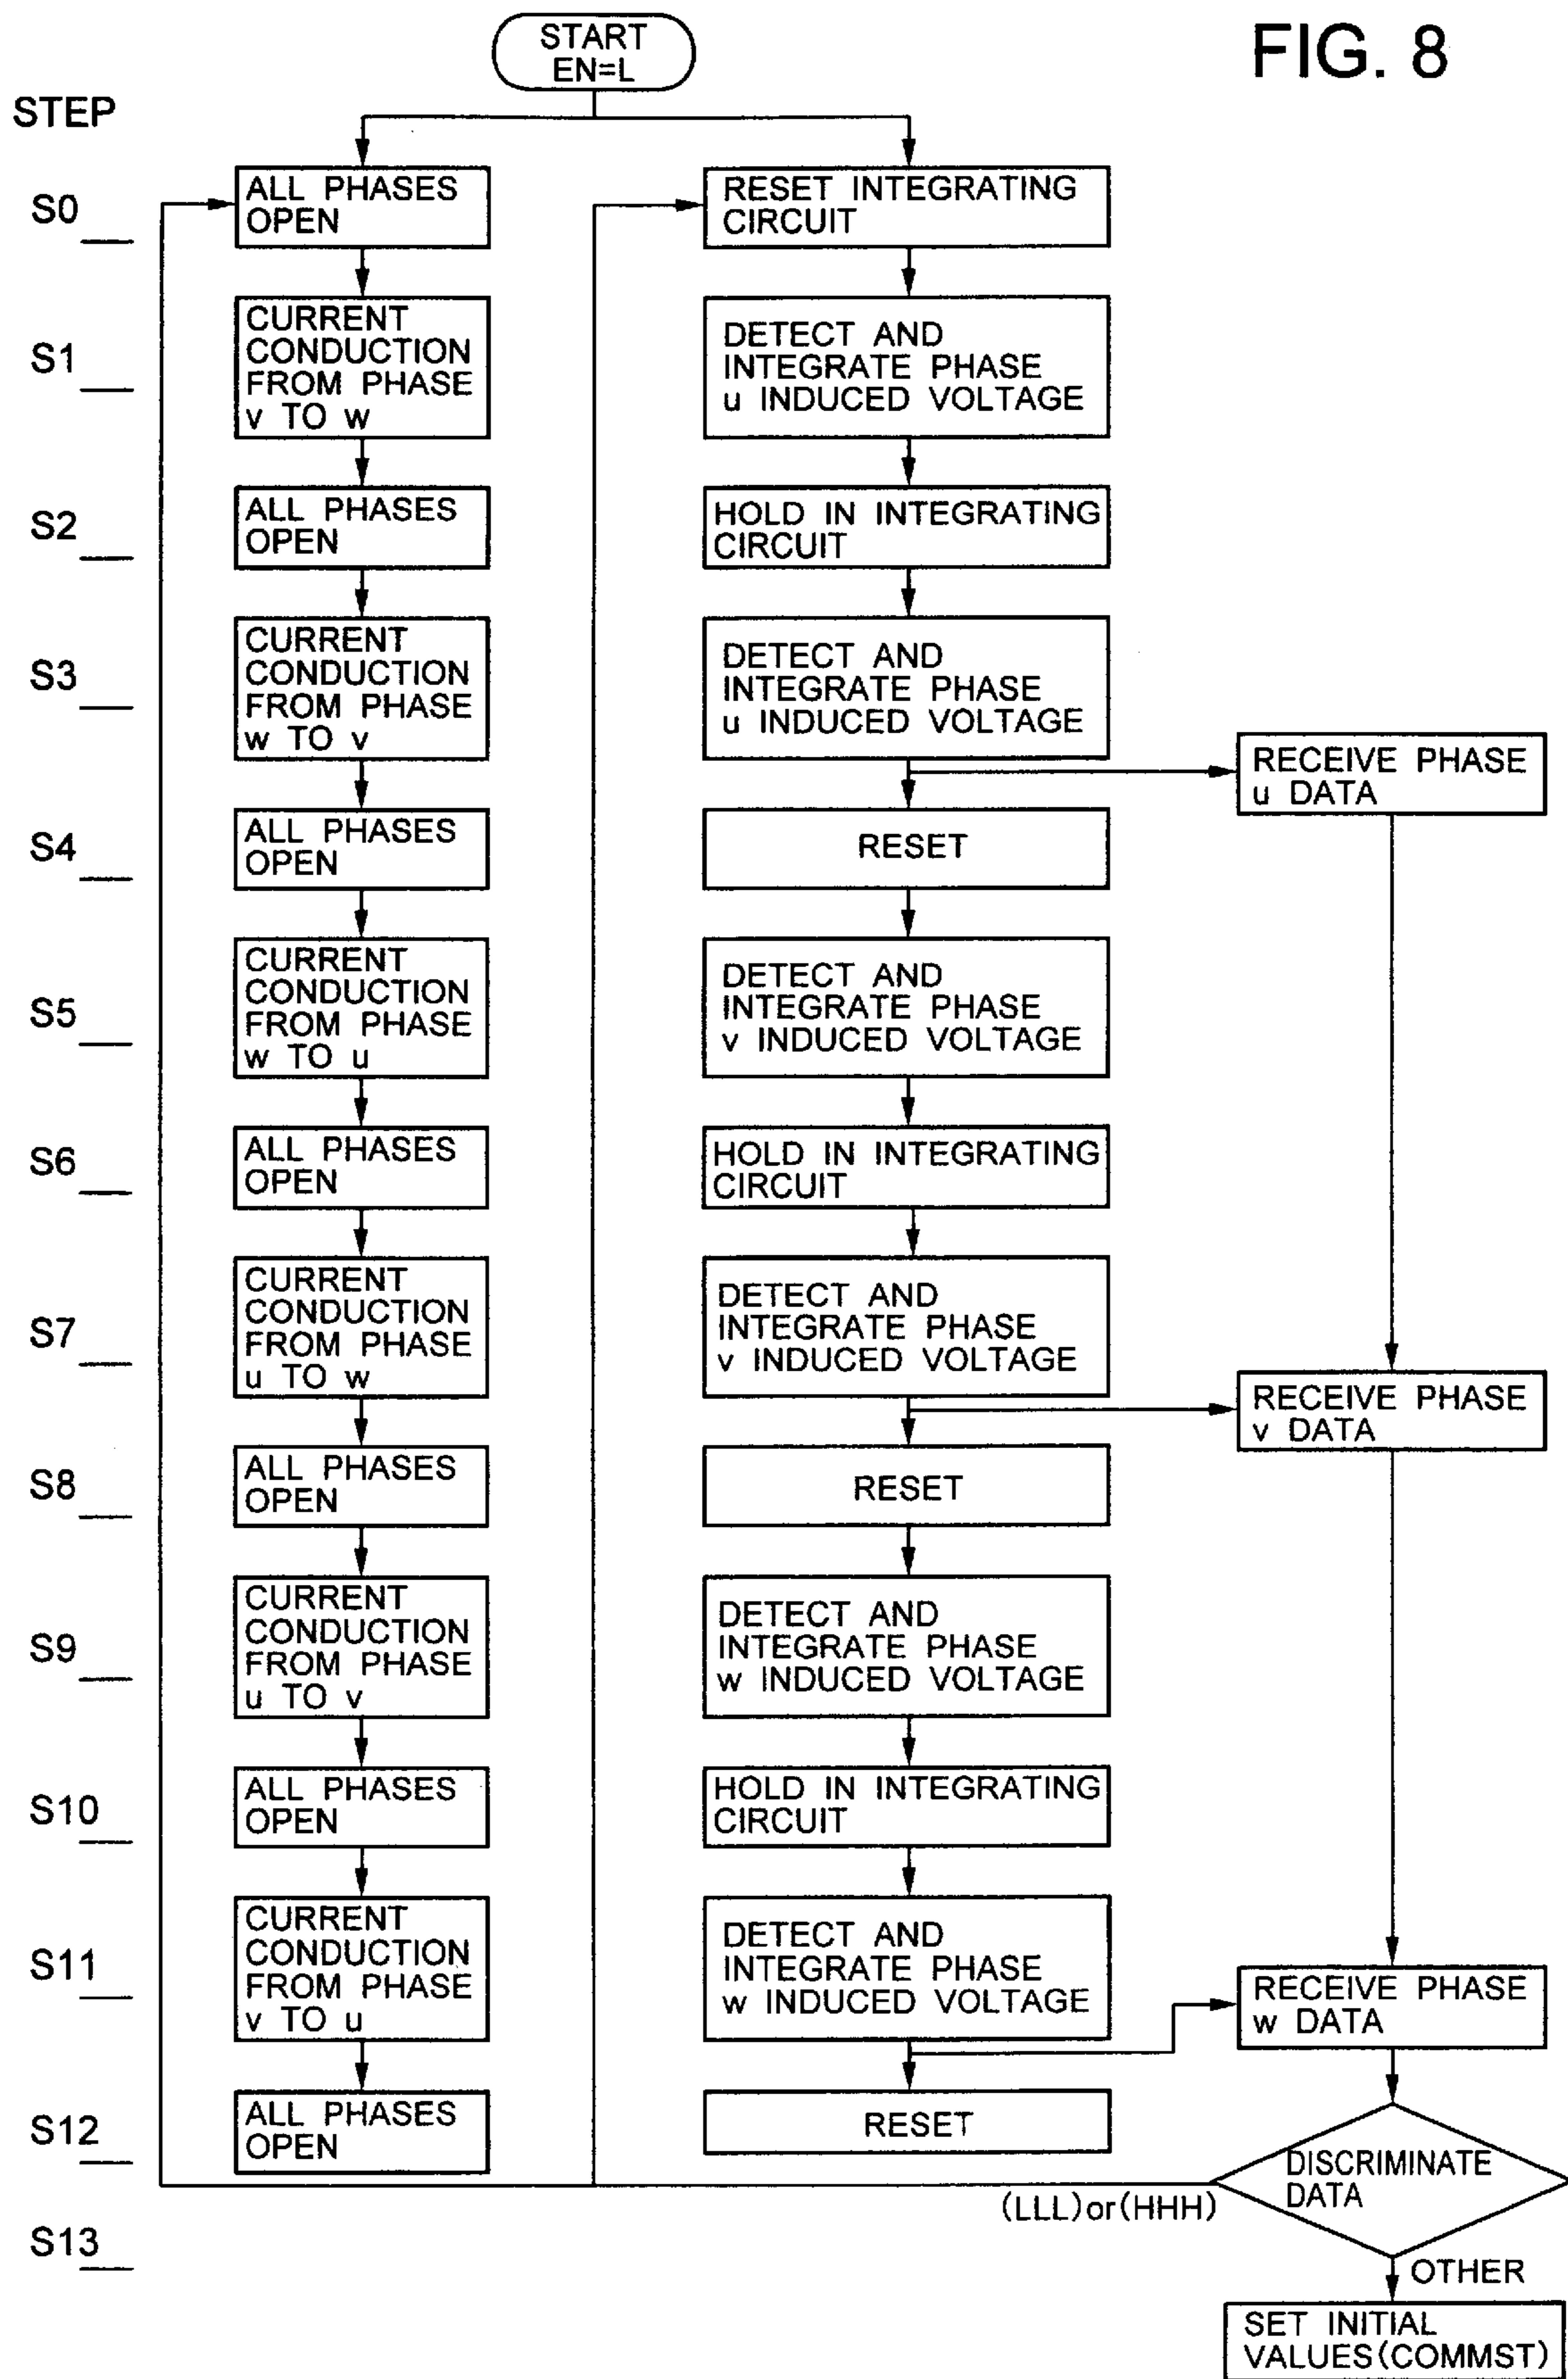 FIG. 8
START
EN=L
STEP
S0
ALL PHASES
OPEN
RESET INTEGRATING
CIRCUIT
S1
CURRENT
CONDUCTION
FROM PHASE
v TO w
DETECT AND
INTEGRATE PHASE
u INDUCED VOLTAGE
S2
ALL PHASES
OPEN
HOLD IN INTEGRATING
CIRCUIT
S3
CURRENT
CONDUCTION
FROM PHASE
w TO v
DETECT AND
INTEGRATE PHASE
u INDUCED VOLTAGE
RECEIVE PHASE
u DATA
S4
ALL PHASES
OPEN
RESET
S5
CURRENT
CONDUCTION
FROM PHASE
w TO u
DETECT AND
INTEGRATE PHASE
v INDUCED VOLTAGE
S6
ALL PHASES
OPEN
HOLD IN INTEGRATING
CIRCUIT
S7
CURRENT
CONDUCTION
FROM PHASE
u TO w
DETECT AND
INTEGRATE PHASE
v INDUCED VOLTAGE
RECEIVE PHASE
v DATA
S8
ALL PHASES
OPEN
RESET
S9
CURRENT
CONDUCTION
FROM PHASE
u TO v
DETECT AND
INTEGRATE PHASE
w INDUCED VOLTAGE
S10
ALL PHASES
OPEN
HOLD IN INTEGRATING
CIRCUIT
S11
CURRENT
CONDUCTION
FROM PHASE
v TO u
DETECT AND
INTEGRATE PHASE
w INDUCED VOLTAGE
RECEIVE PHASE
w DATA
S12
ALL PHASES
OPEN
RESET
DISCRIMINATE
DATA
(LLL)or(HHH)
S13
OTHER
SET INITIAL
VALUES(COMMST)